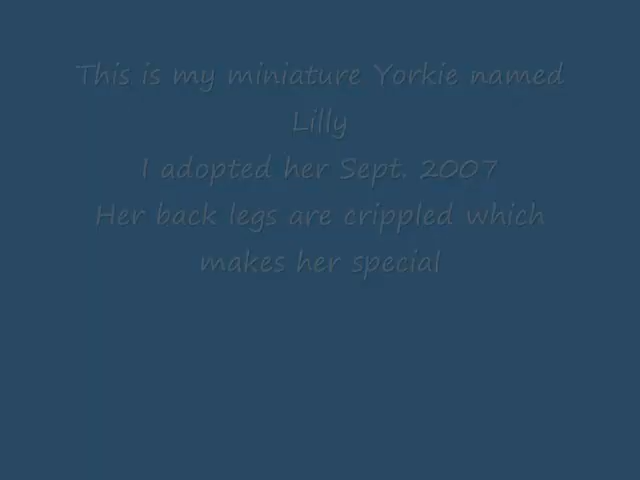 This is my miniature Yorkie named
Lilly
I adopted her Sept. 2007
Her back legs are crippled which
makes her special